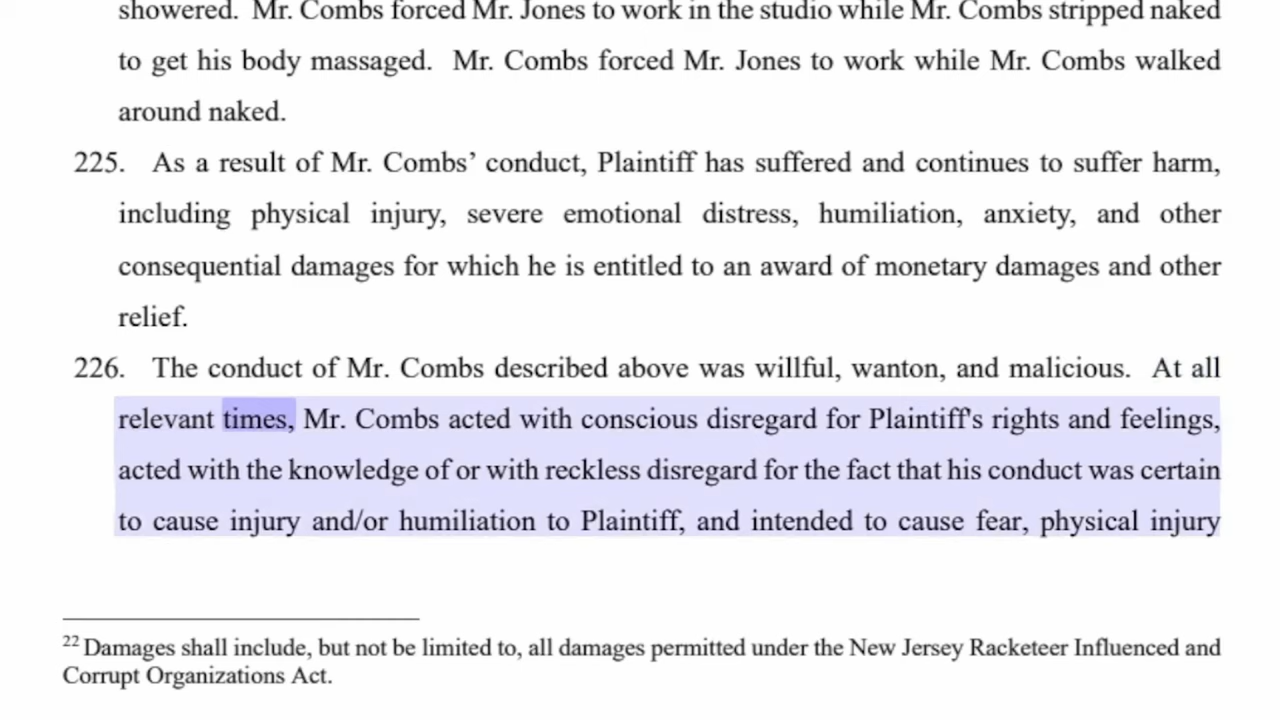 showered. Mr. Combs forced Mr. Jones to work in the studio while Mr. Combs stripped naked
to get his body massaged. Mr. Combs forced Mr. Jones to work while Mr. Combs walked
around naked.
225. As a result of Mr. Combs’ conduct, Plaintiff has suffered and continues to suffer harm,
including physical injury, severe emotional distress, humiliation, anxiety, and other
consequential damages for which he is entitled to an award of monetary damages and other
relief.
226. The conduct of Mr. Combs described above was willful, wanton, and malicious. At all
relevant times, Mr. Combs acted with conscious disregard for Plaintiff's rights and feelings,
acted with the knowledge of or with reckless disregard for the fact that his conduct was certain
to cause injury and/or humiliation to Plaintiff, and intended to cause fear, physical injury
22 Damages shall include, but not be limited to, all damages permitted under the New Jersey Racketeer Influenced and
Corrupt Organizations Act.